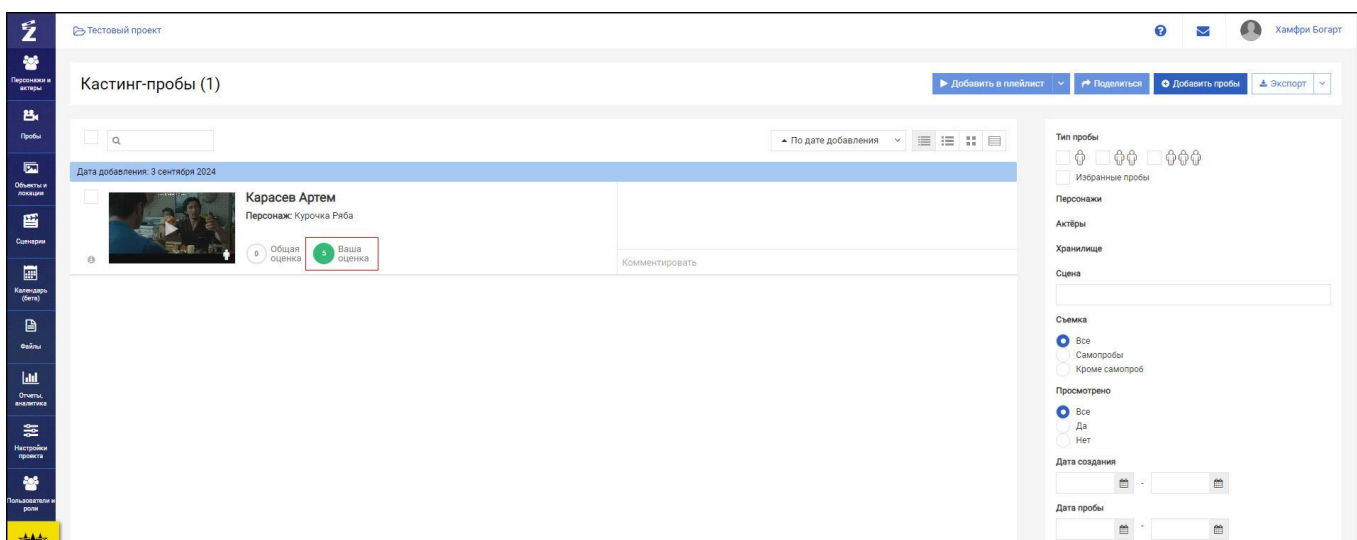 Z
Тестовый проект
Хамфри Богарт
Персонажи и
актеры
Пробы
Объекты и
локации
Сценарии
Календарь
(бета)
Файлы
Отчеты,
аналитика
Настройки
проекта
Пользователи и
роли
Кастинг-пробы (1)
Добавить в плейлист
Поделиться
Добавить пробы
Экспорт
По дате добавления
Дата добавления: 3 сентября 2024
Карасев Артем
Персонаж: Курочка Ряба
0 Общая
оценка
5 Ваша
оценка
Комментировать
Тип пробы
Избранные пробы
Персонажи
Актёры
Хранилище
Сцена
Съемка
Все
Самопробы
Кроме самопроб
Просмотрено
Все
Да
Нет
Дата создания
-
Дата пробы
-